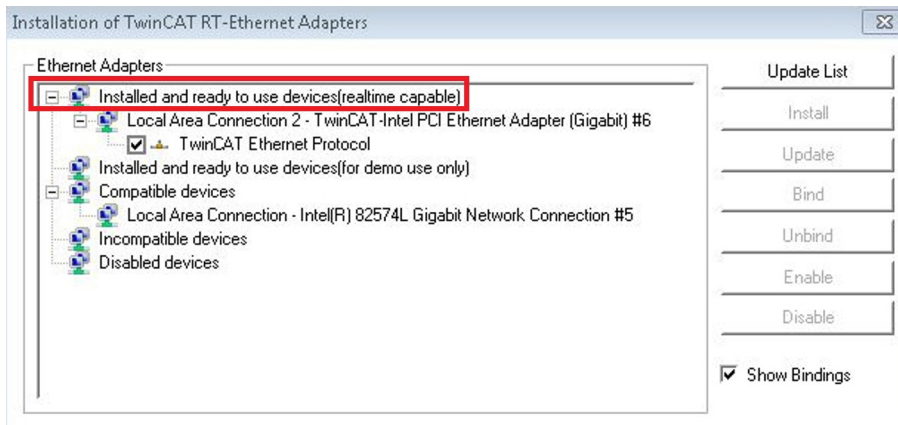 Installation of TwinCAT RT-Ethernet Adapters
Ethernet Adapters
Installed and ready to use devices(realtime capable)
Local Area Connection 2 - TwinCAT-Intel PCI Ethernet Adapter (Gigabit) #6
TwinCAT Ethernet Protocol
Installed and ready to use devices(for demo use only)
Compatible devices
Local Area Connection - Intel(R) 82574L Gigabit Network Connection #5
Incompatible devices
Disabled devices
Update List
Install
Update
Bind
Unbind
Enable
Disable
Show Bindings